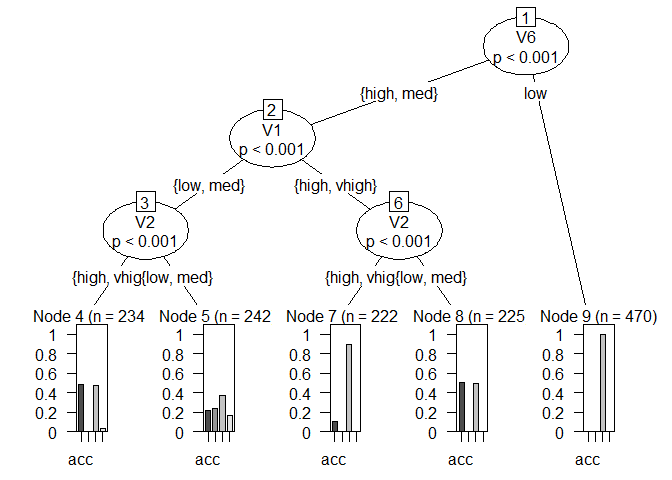 1
V6
p < 0.001
{high, med}
low
2
V1
p < 0.001
{low, med}
{high, vhigh}
3
V2
p < 0.001
6
V2
p < 0.001
{high, vhig
{low, med}
{high, vhig
{low, med}
Node 4 (n = 234
1
0.8
0.6
0.4
0.2
0
acc
Node 5 (n = 242
1
0.8
0.6
0.4
0.2
0
acc
Node 7 (n = 222
1
0.8
0.6
0.4
0.2
0
acc
Node 8 (n = 225
1
0.8
0.6
0.4
0.2
0
acc
Node 9 (n = 470)
1
0.8
0.6
0.4
0.2
0
acc